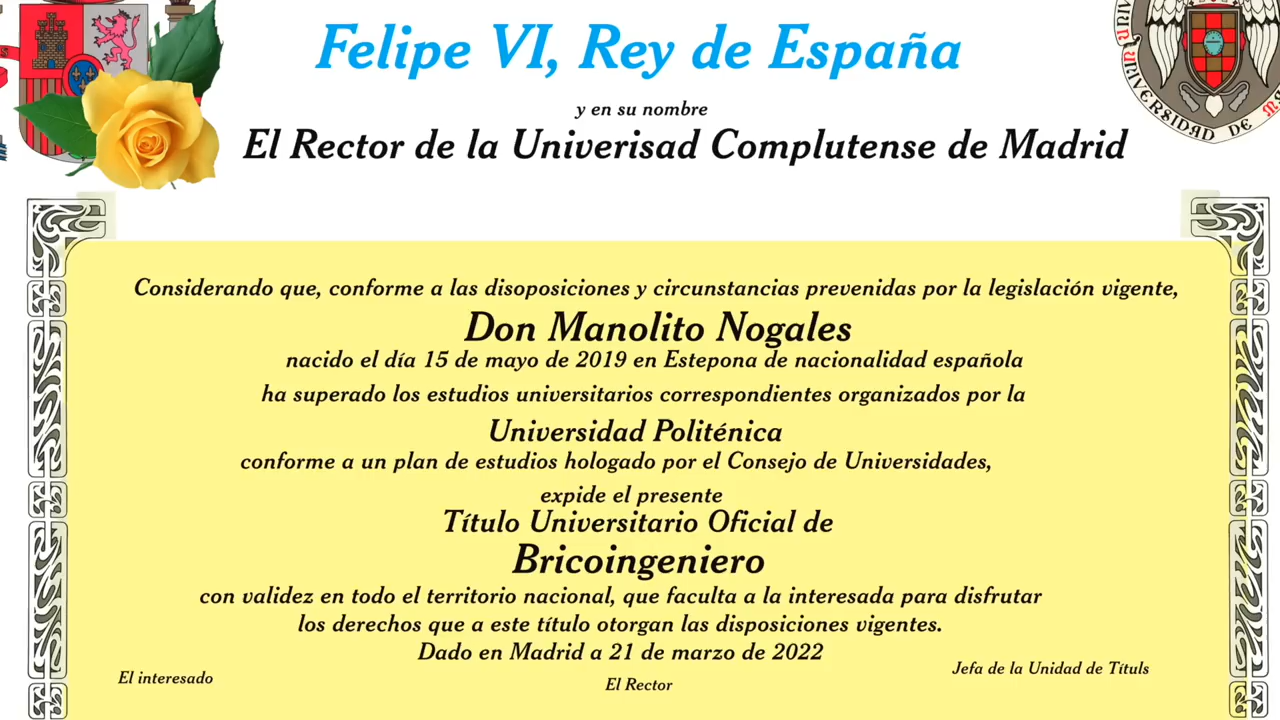 Felipe VI, Rey de España
y en su nombre
El Rector de la Univerisad Complutense de Madrid
UNIVERSIDAD DE
Considerando que, conforme a las disoposiciones y circunstancias prevenidas por la legislación vigente,
Don Manolito Nogales
nacido el día 15 de mayo de 2019 en Estepona de nacionalidad española
ha superado los estudios universitarios correspondientes organizados por la
Universidad Politénica
conforme a un plan de estudios hologado por el Consejo de Universidades,
expide el presente
Título Universitario Oficial de
Bricoingeniero
con validez en todo el territorio nacional, que faculta a la interesada para disfrutar
los derechos que a este título otorgan las disposiciones vigentes.
Dado en Madrid a 21 de marzo de 2022
El interesado
El Rector
Jefa de la Unidad de Títuls